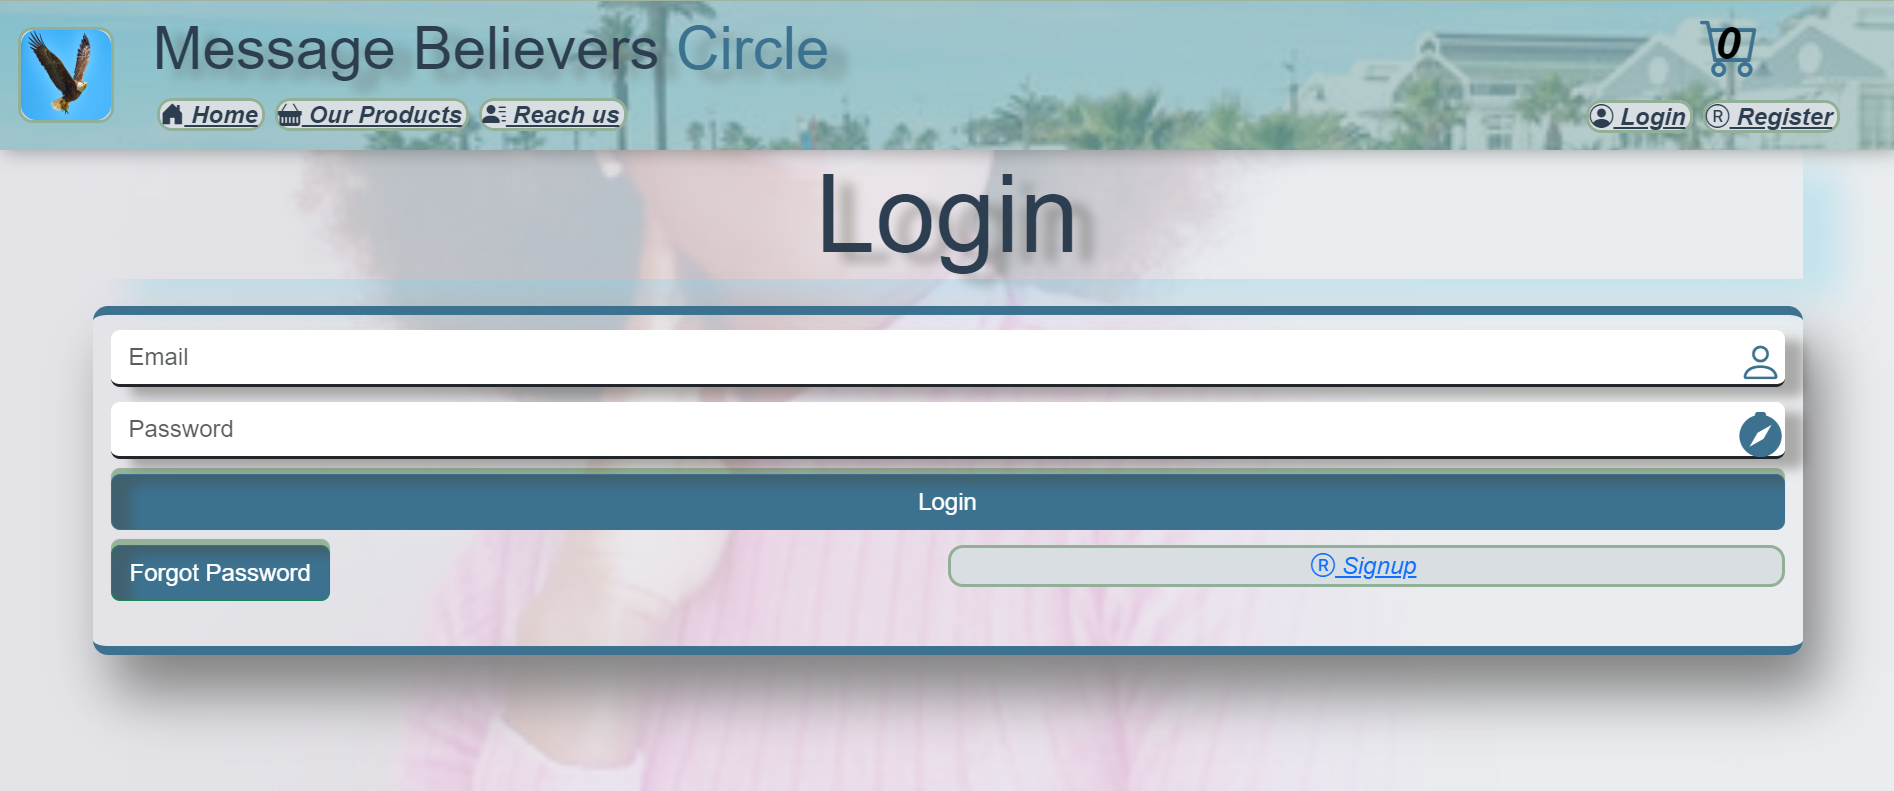 Message Believers Circle
0
Home Our Products Reach us
Login Register
Login
Email
Password
Login
Forgot Password
Signup